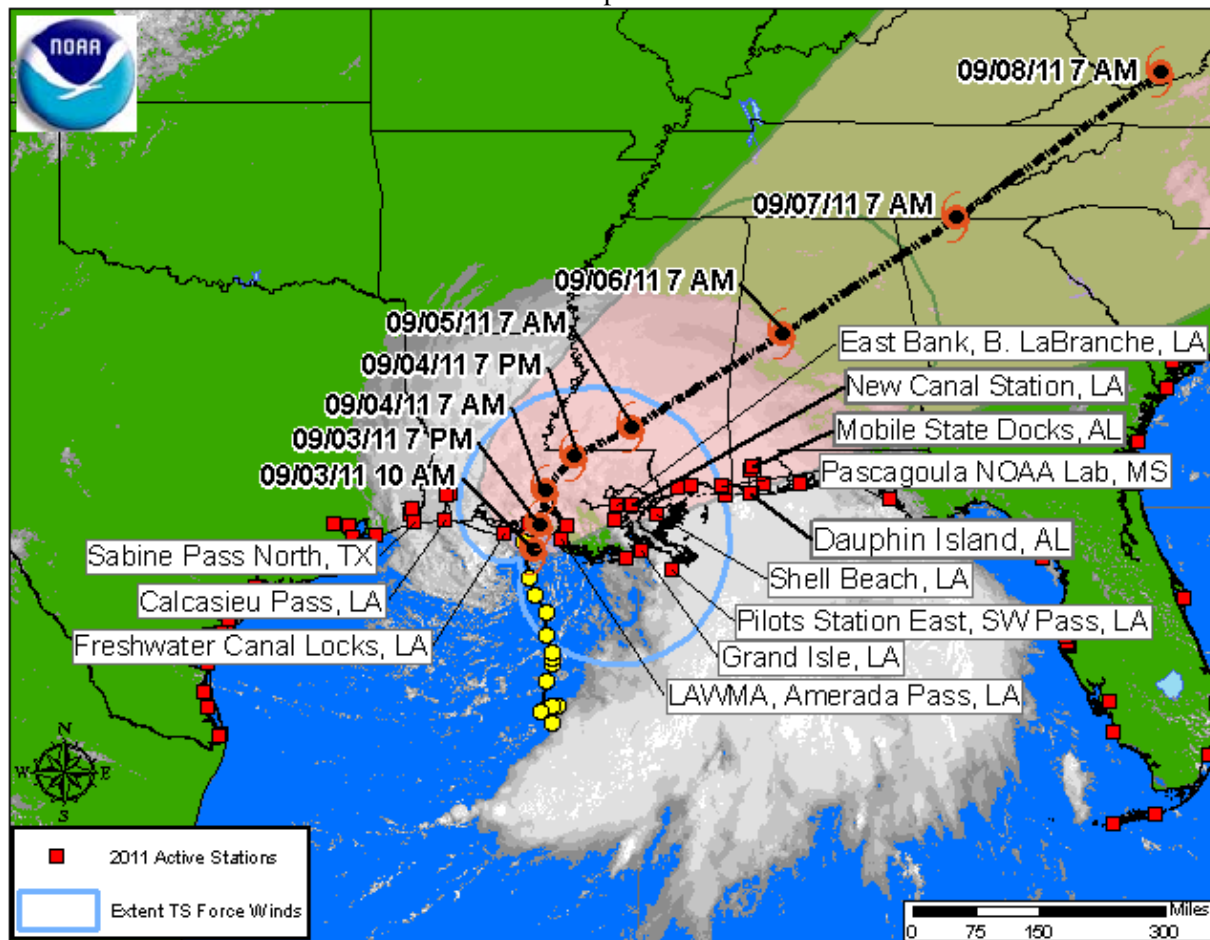 NOAA
09/08/11 7 AM
09/07/11 7 AM
09/06/11 7 AM
09/05/11 7 AM
09/04/11 7 PM
09/04/11 7 AM
09/03/11 7 PM
09/03/11 10 AM
East Bank, B. LaBranche, LA
New Canal Station, LA
Mobile State Docks, AL
Pascagoula NOAA Lab, MS
Dauphin Island, AL
Shell Beach, LA
Pilots Station East, SW Pass, LA
Grand Isle, LA
LAWMA, Amerada Pass, LA
Sabine Pass North, TX
Calcasieu Pass, LA
Freshwater Canal Locks, LA
N
W
E
S
2011 Active Stations
Extent TS Force Winds
Miles
0 75 150 300